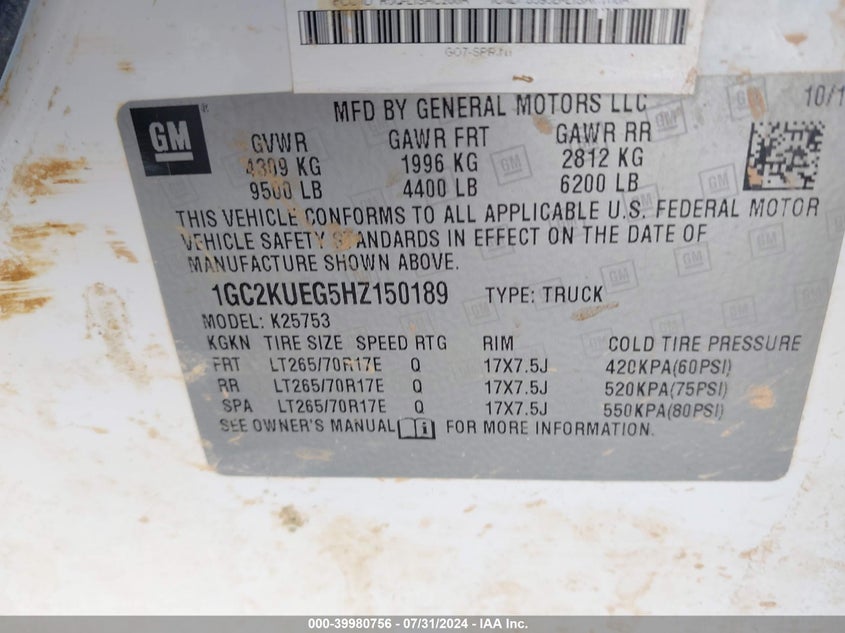 GO7-SPRJNI
MFD BY GENERAL MOTORS LLC 10/1
GM
GVWR GAWR FRT GAWR RR
4309 KG 1996 KG 2812 KG
9500 LB 4400 LB 6200 LB
THIS VEHICLE CONFORMS TO ALL APPLICABLE U.S. FEDERAL MOTOR
VEHICLE SAFETY STANDARDS IN EFFECT ON THE DATE OF
MANUFACTURE SHOWN ABOVE.
1GC2KUEG5HZ150189 TYPE: TRUCK
MODEL: K25753
KGKN TIRE SIZE SPEED RTG RIM COLD TIRE PRESSURE
FRT LT265/70R17E Q 17X7.5J 420KPA(60PSI)
RR LT265/70R17E Q 17X7.5J 520KPA(75PSI)
SPA LT265/70R17E Q 17X7.5J 550KPA(80PSI)
SEE OWNER'S MANUAL FOR MORE INFORMATION.
000-39980756 - 07/31/2024 - IAA Inc.